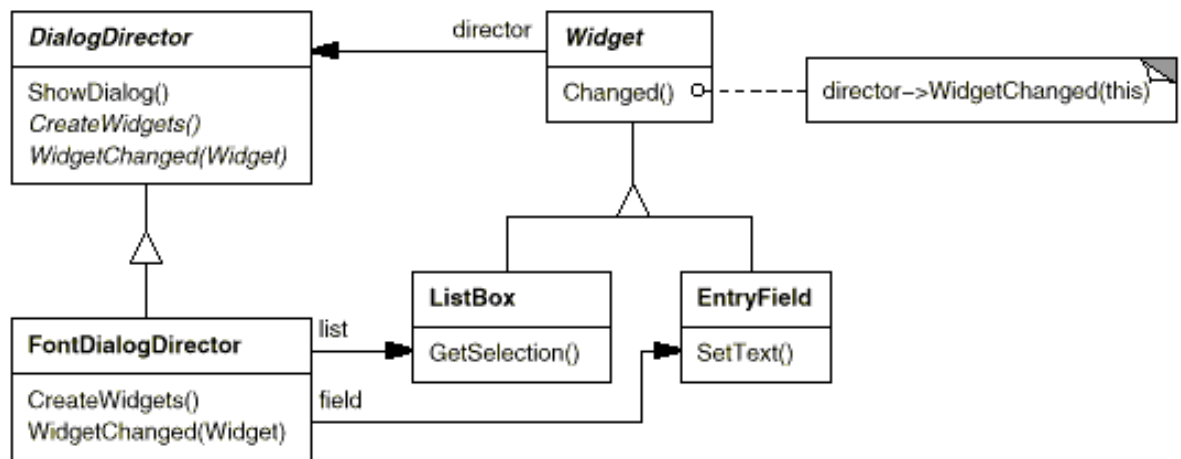 DialogDirector
ShowDialog()
CreateWidgets()
WidgetChanged(Widget)
director
Widget
Changed()
director->WidgetChanged(this)
ListBox
GetSelection()
EntryField
SetText()
FontDialogDirector
CreateWidgets()
WidgetChanged(Widget)
list
field